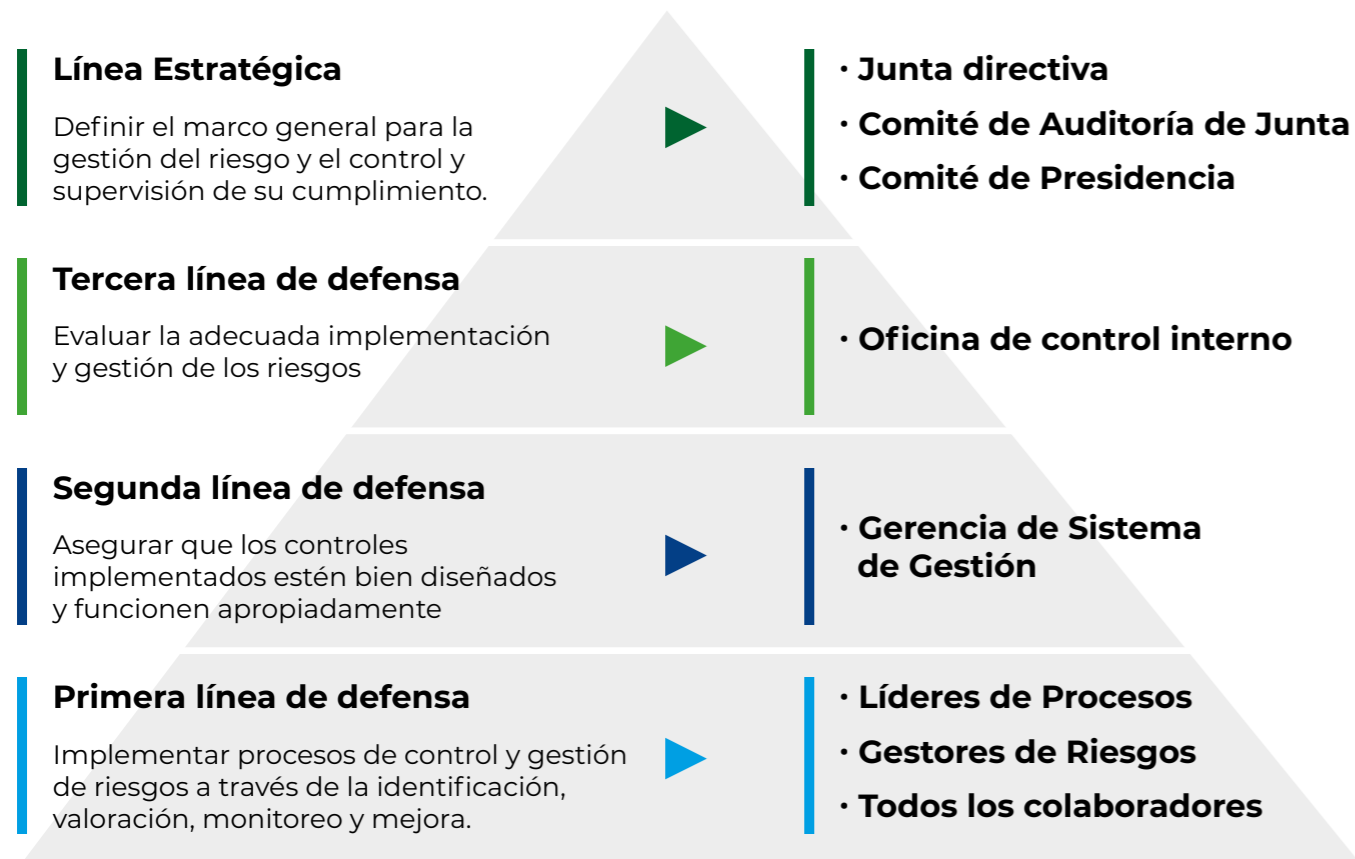 Línea Estratégica
Definir el marco general para la
gestión del riesgo y el control y
supervisión de su cumplimiento.
· Junta directiva
· Comité de Auditoría de Junta
· Comité de Presidencia
Tercera línea de defensa
Evaluar la adecuada implementación
y gestión de los riesgos
· Oficina de control interno
Segunda línea de defensa
Asegurar que los controles
implementados estén bien diseñados
y funcionen apropiadamente
· Gerencia de Sistema
de Gestión
Primera línea de defensa
Implementar procesos de control y gestión
de riesgos a través de la identificación,
valoración, monitoreo y mejora.
· Líderes de Procesos
· Gestores de Riesgos
· Todos los colaboradores